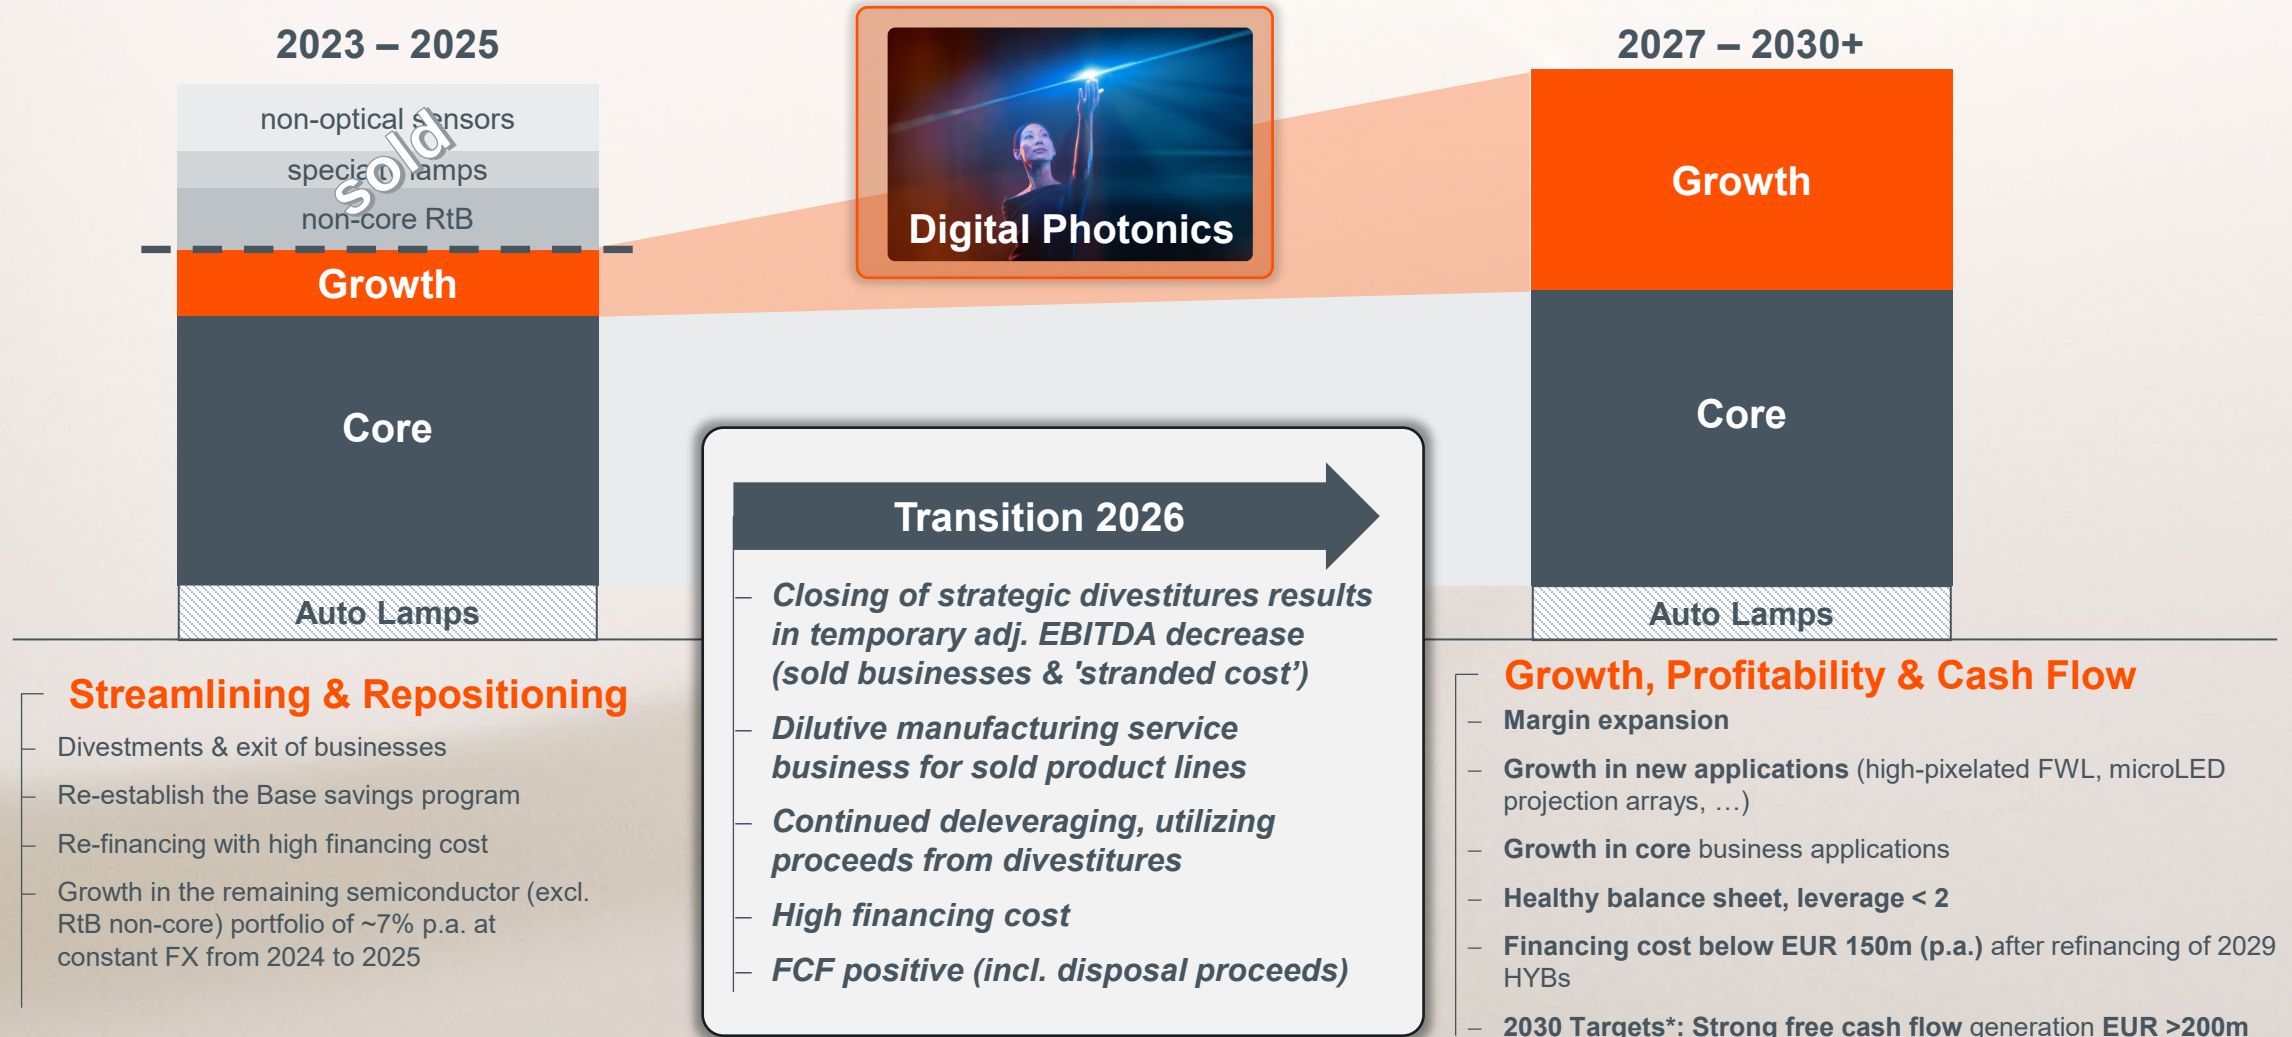 2023 – 2025
non-optical sensors
specialty lamps
non-core RtB
sold
Growth
Core
Auto Lamps
Streamlining & Repositioning
– Divestments & exit of businesses
– Re-establish the Base savings program
– Re-financing with high financing cost
– Growth in the remaining semiconductor (excl.
RtB non-core) portfolio of ~7% p.a. at
constant FX from 2024 to 2025
Digital Photonics
Transition 2026
– Closing of strategic divestitures results
in temporary adj. EBITDA decrease
(sold businesses & 'stranded cost’)
– Dilutive manufacturing service
business for sold product lines
– Continued deleveraging, utilizing
proceeds from divestitures
– High financing cost
– FCF positive (incl. disposal proceeds)
2027 – 2030+
Growth
Core
Auto Lamps
Growth, Profitability & Cash Flow
– Margin expansion
– Growth in new applications (high-pixelated FWL, microLED
projection arrays, …)
– Growth in core business applications
– Healthy balance sheet, leverage < 2
– Financing cost below EUR 150m (p.a.) after refinancing of 2029
HYBs
– 2030 Targets*: Strong free cash flow generation EUR >200m